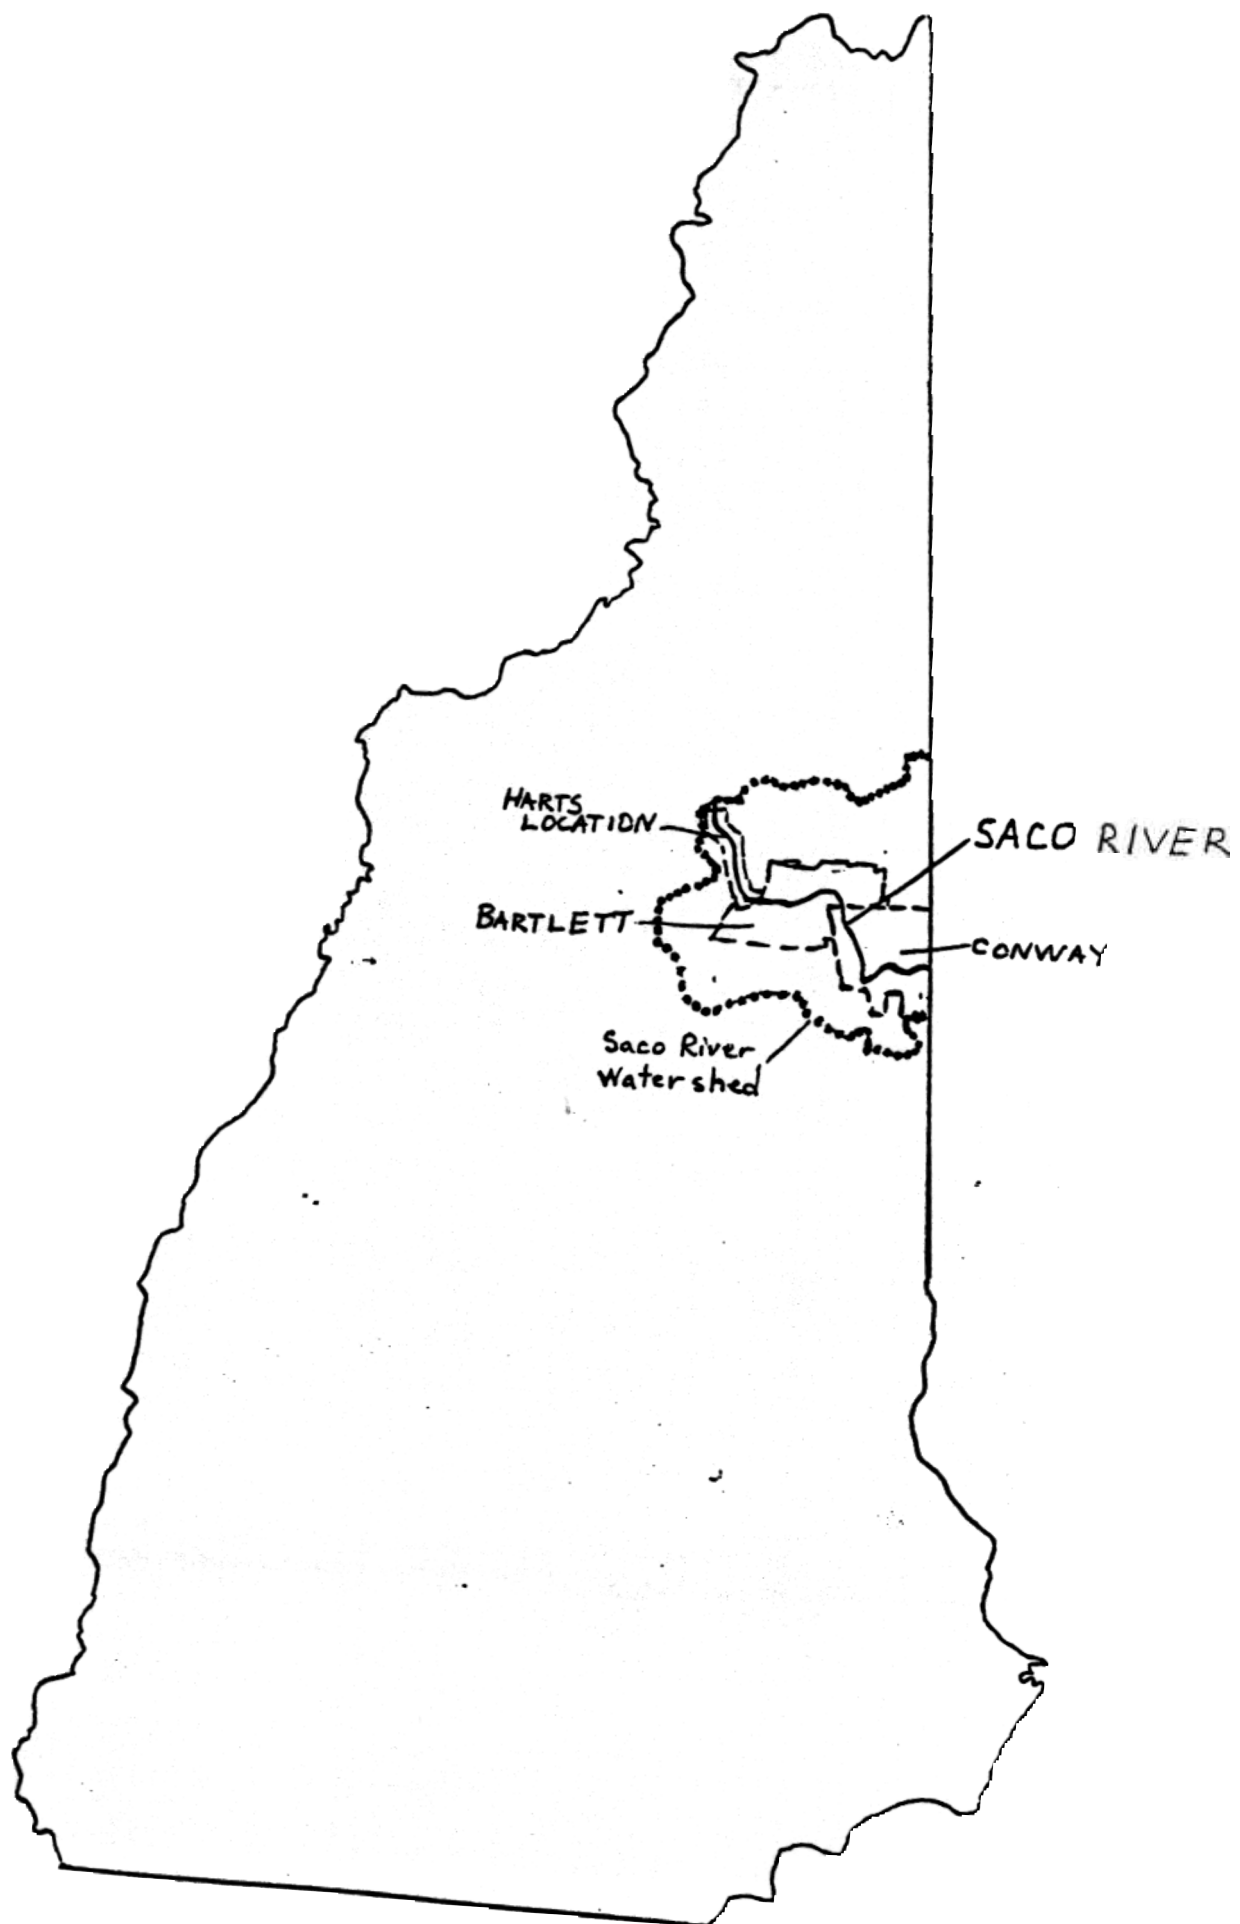 HARTS
LOCATION
SACO RIVER
BARTLETT
CONWAY
Saco River
Watershed